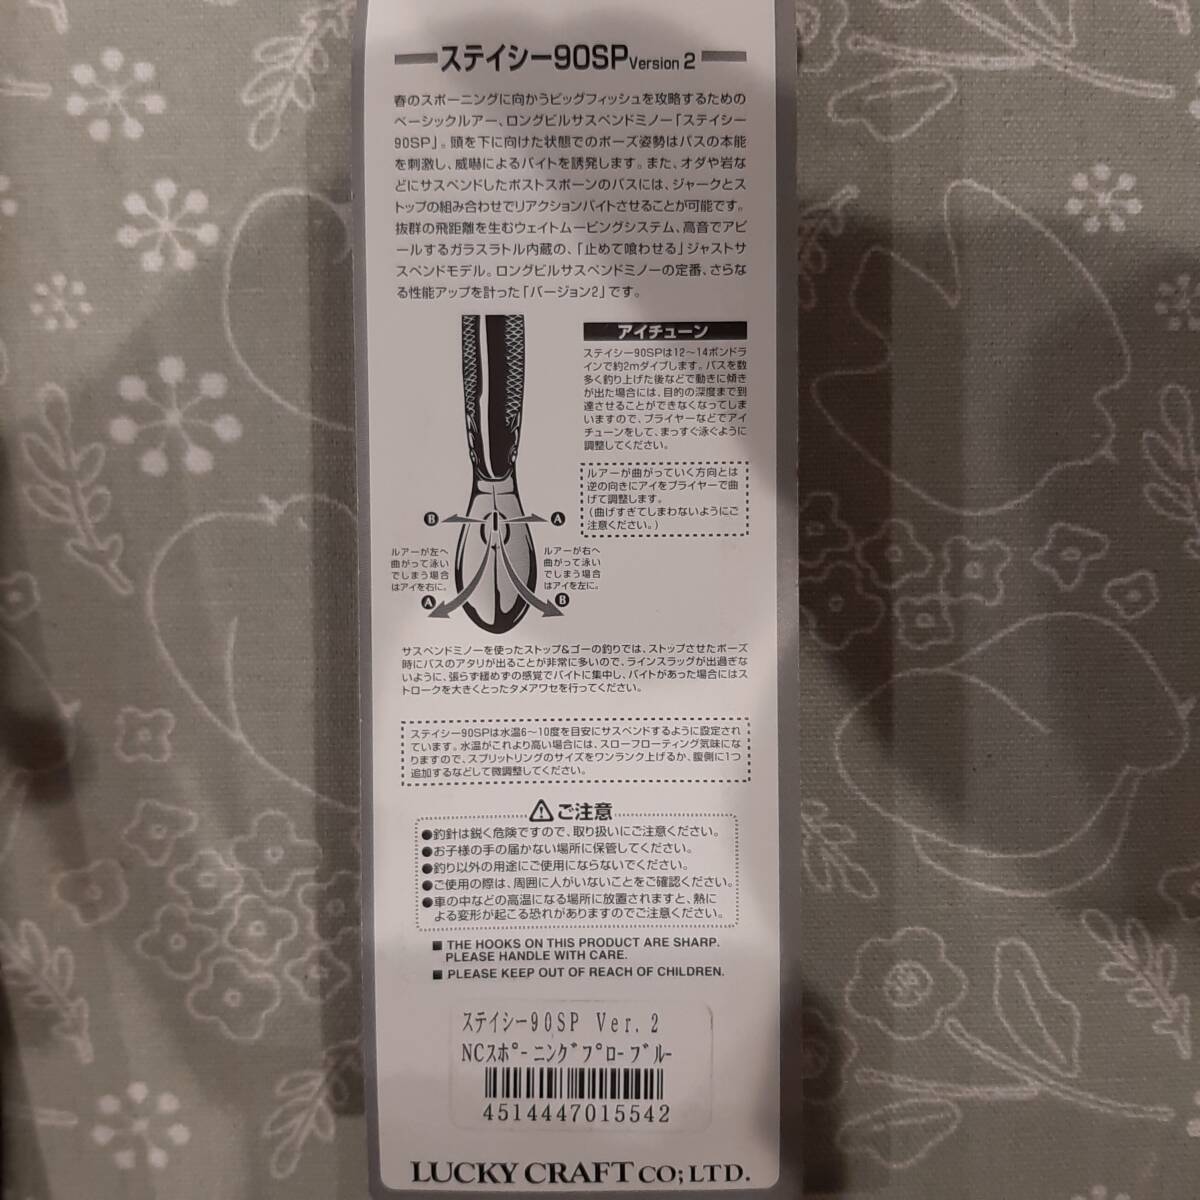 ステイシー90SP Version 2
春のスポーニングに向かうビッグフィッシュを攻略するための
ベーシックルアー、ロングビルサスペンドミノー「ステイシー
90SP」。頭を下に向けた状態でのポーズ姿勢はバスの本能
を刺激し、威嚇によるバイトを誘発します。また、オダや岩な
どにサスペンドしたポストスポーンのバスには、ジャークとス
トップの組み合わせでリアクションバイトさせることが可能です。
抜群の飛距離を生むウェイトムービングシステム、高音でアピ
ールするガラスラトル内蔵の、「止めて喰わせる」ジャストサ
スペンドモデル。ロングビルサスペンドミノーの定番、さらな
る性能アップを計った「バージョン2」です。
アイチューン
ステイシー90SPは12〜14ポンドラ
インで約2mダイブします。バスを数
多く釣り上げた後などで動きに傾き
が出た場合には、目的の深度まで到
達させることができなくなってしま
いますので、プライヤーなどでアイ
チューンをして、まっすぐ泳ぐように
調整してください。
ルアーが曲がっていく方向とは
逆の向きにアイをプライヤーで曲
げて調整します。
(曲げすぎてしまわないようにご
注意ください。)
B
A
ルアーが左へ
曲がって泳い
でしまう場合
はアイを右に。
ルアーが右へ
曲がって泳い
でしまう場合
はアイを左に。
A
B
サスペンドミノーを使ったストップ&ゴーの釣りでは、ストップさせたポーズ
時にバスのアタリが出ることが非常に多いので、ラインスラッグが出過ぎな
いように、張らず緩めずの感覚でバイトに集中し、バイトがあった場合にはス
トロークを大きくとったタメアワセを行ってください。
ステイシー90SPは水温6〜10度を目安にサスペンドするように設定され
ています。水温がこれより高い場合には、スローフローティング気味にな
りますので、スプリットリングのサイズをワンランク上げるか、腹側に1つ
追加するなどして微調整してください。
⚠ご注意
●釣針は鋭く危険ですので、取り扱いにご注意ください。
●お子様の手の届かない場所に保管してください。
●釣り以外の用途にご使用にならないでください。
●ご使用の際は、周囲に人がいないことをご確認ください。
●車の中などの高温になる場所に放置されますと、熱に
よる変形が起こる恐れがありますのでご注意ください。
■ THE HOOKS ON THIS PRODUCT ARE SHARP.
PLEASE HANDLE WITH CARE.
■ PLEASE KEEP OUT OF REACH OF CHILDREN.
ステイシー90SP Ver.2
NCスポーニングプローブルー
4514447015542
LUCKY CRAFT CO;LTD.